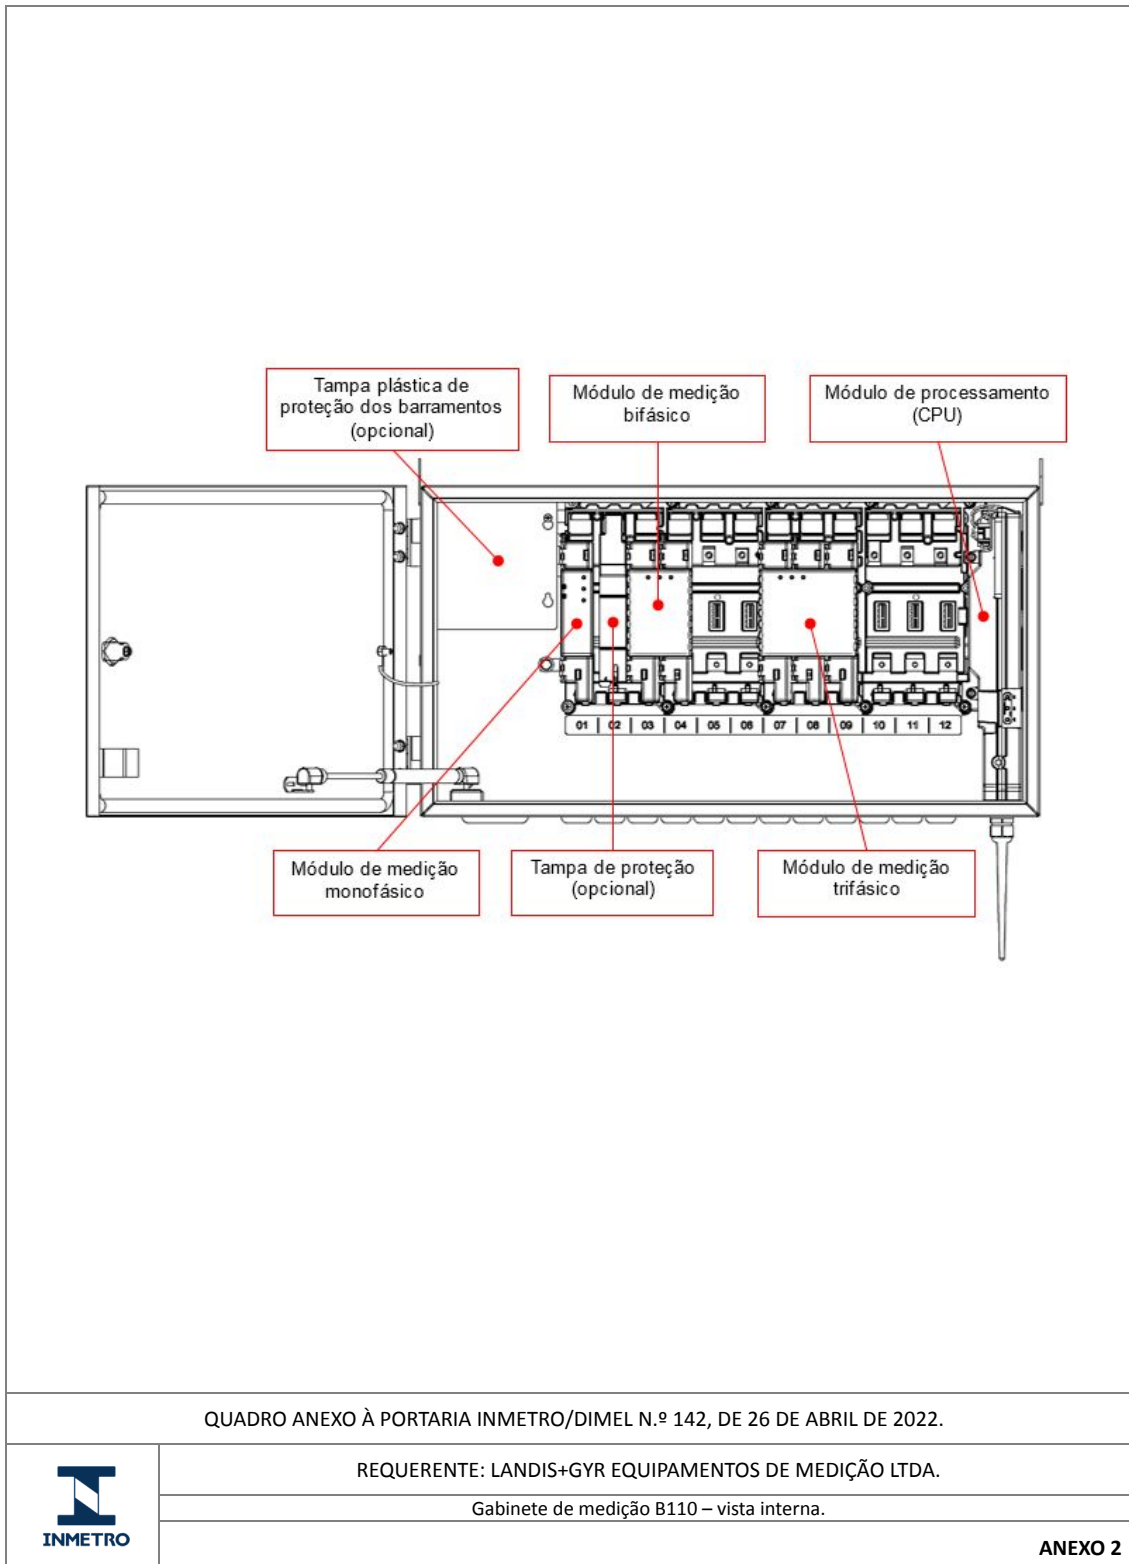 Tampa plástica de
proteção dos barramentos
(opcional)
Módulo de medição
bifásico
Módulo de processamento
(CPU)
01 02 03 04 05 06 07 08 09 10 11 12
Módulo de medição
monofásico
Tampa de proteção
(opcional)
Módulo de medição
trifásico
QUADRO ANEXO À PORTARIA INMETRO/DIMEL N.º 142, DE 26 DE ABRIL DE 2022.
INMETRO
REQUERENTE: LANDIS+GYR EQUIPAMENTOS DE MEDIÇÃO LTDA.
Gabinete de medição B110 – vista interna.
ANEXO 2